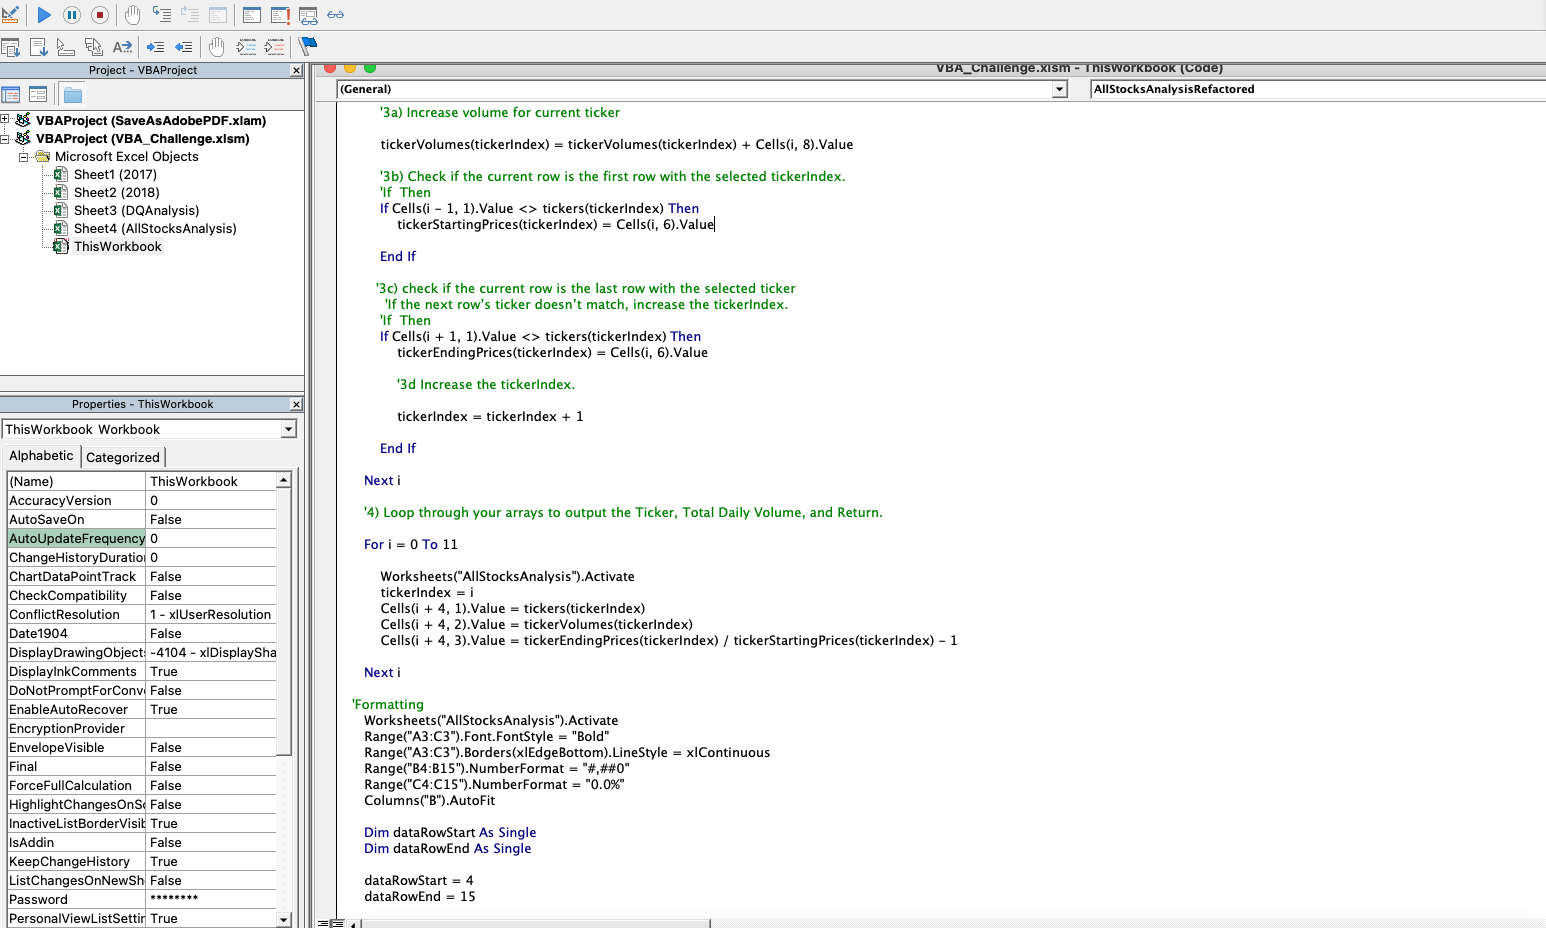 Project - VBAProject
VBAProject (SaveAsAdobePDF.xlam)
VBAProject (VBA_Challenge.xlsm)
Microsoft Excel Objects
Sheet1 (2017)
Sheet2 (2018)
Sheet3 (DQAnalysis)
Sheet4 (AllStocksAnalysis)
ThisWorkbook
Properties - ThisWorkbook
ThisWorkbook Workbook
Alphabetic Categorized
(Name) ThisWorkbook
AccuracyVersion 0
AutoSaveOn False
AutoUpdateFrequency 0
ChangeHistoryDuratio 0
ChartDataPointTrack False
CheckCompatibility False
ConflictResolution 1 - xlUserResolution
Date1904 False
DisplayDrawingObject -4104 - xlDisplaySha
DisplayInkComments True
DoNotPromptForConv False
EnableAutoRecover True
EncryptionProvider
EnvelopeVisible False
Final False
ForceFullCalculation False
HighlightChangesOnS False
InactiveListBorderVisib True
IsAddin False
KeepChangeHistory True
ListChangesOnNewSh False
Password ********
PersonalViewListSettin True
VBA_Challenge.xlsm - ThisWorkbook (Code)
(General) AllStocksAnalysisRefactored
'3a) Increase volume for current ticker
tickerVolumes(tickerIndex) = tickerVolumes(tickerIndex) + Cells(i, 8).Value
'3b) Check if the current row is the first row with the selected tickerIndex.
'If  Then
If Cells(i - 1, 1).Value <> tickers(tickerIndex) Then
tickerStartingPrices(tickerIndex) = Cells(i, 6).Value
End If
'3c) check if the current row is the last row with the selected ticker
'If the next row's ticker doesn't match, increase the tickerIndex.
'If  Then
If Cells(i + 1, 1).Value <> tickers(tickerIndex) Then
tickerEndingPrices(tickerIndex) = Cells(i, 6).Value
'3d Increase the tickerIndex.
tickerIndex = tickerIndex + 1
End If
Next i
'4) Loop through your arrays to output the Ticker, Total Daily Volume, and Return.
For i = 0 To 11
Worksheets("AllStocksAnalysis").Activate
tickerIndex = i
Cells(i + 4, 1).Value = tickers(tickerIndex)
Cells(i + 4, 2).Value = tickerVolumes(tickerIndex)
Cells(i + 4, 3).Value = tickerEndingPrices(tickerIndex) / tickerStartingPrices(tickerIndex) - 1
Next i
'Formatting
Worksheets("AllStocksAnalysis").Activate
Range("A3:C3").Font.FontStyle = "Bold"
Range("A3:C3").Borders(xlEdgeBottom).LineStyle = xlContinuous
Range("B4:B15").NumberFormat = "#,##0"
Range("C4:C15").NumberFormat = "0.0%"
Columns("B").AutoFit
Dim dataRowStart As Single
Dim dataRowEnd As Single
dataRowStart = 4
dataRowEnd = 15